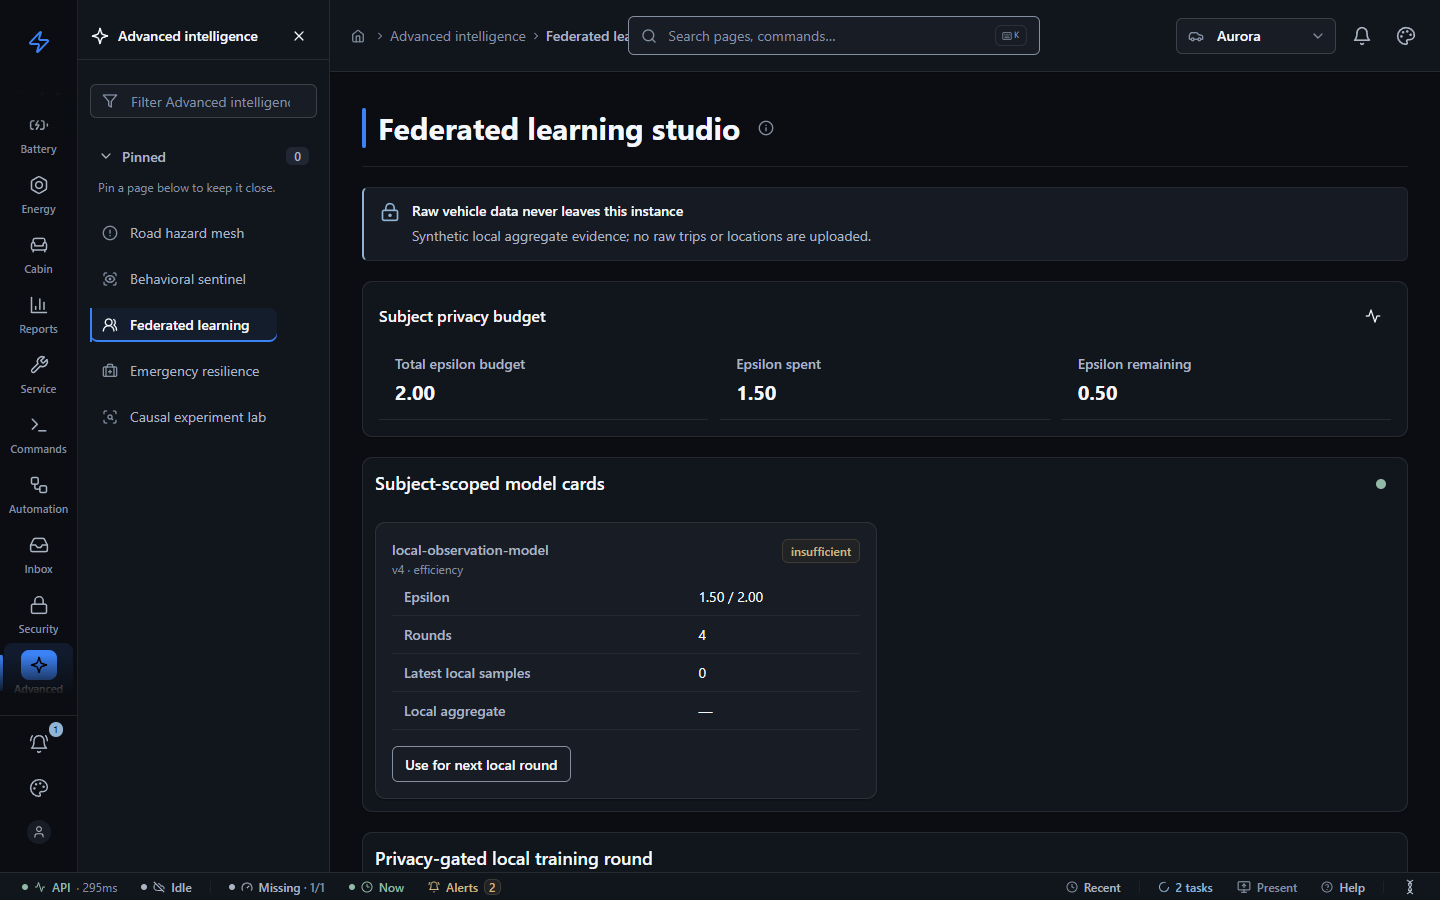 Battery
Energy
Cabin
Reports
Service
Commands
Automation
Inbox
Security
Advanced
1
Advanced intelligence
Filter Advanced intelligenc
Pinned
0
Pin a page below to keep it close.
Road hazard mesh
Behavioral sentinel
Federated learning
Emergency resilience
Causal experiment lab
Advanced intelligence
Federated lea
Search pages, commands...
K
Aurora
Federated learning studio
Raw vehicle data never leaves this instance
Synthetic local aggregate evidence; no raw trips or locations are uploaded.
Subject privacy budget
Total epsilon budget
2.00
Epsilon spent
1.50
Epsilon remaining
0.50
Subject-scoped model cards
local-observation-model
insufficient
v4 · efficiency
Epsilon 1.50 / 2.00
Rounds 4
Latest local samples 0
Local aggregate —
Use for next local round
Privacy-gated local training round
API · 295ms
Idle
Missing · 1/1
Now
Alerts 2
Recent
2 tasks
Present
Help